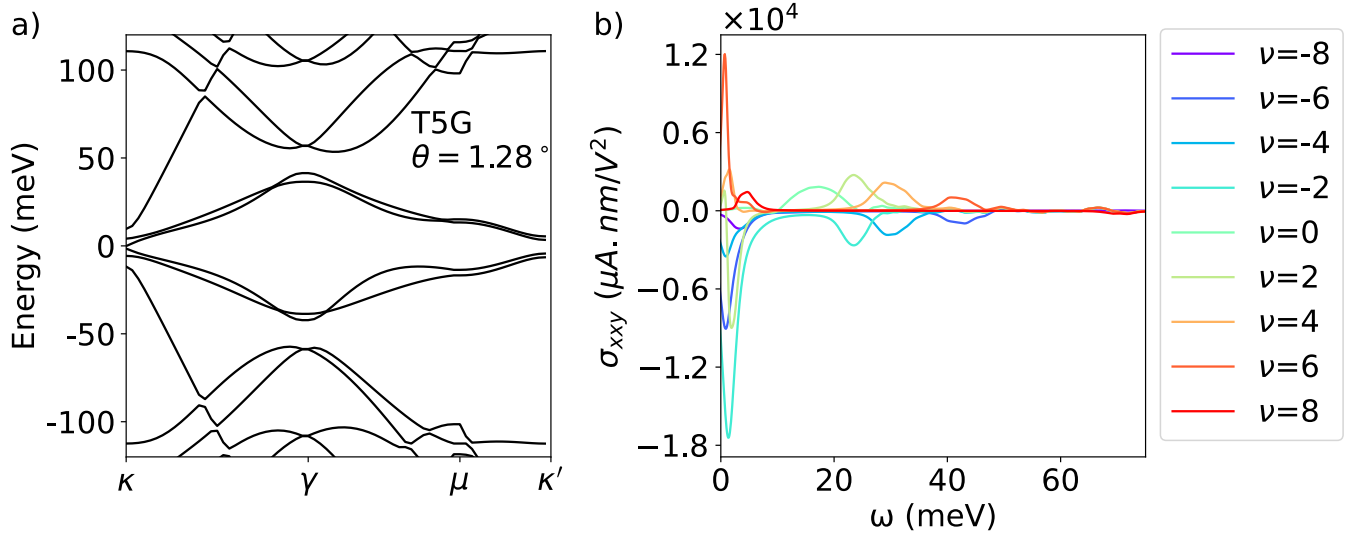 a)
Energy (meV)
100
50
0
-50
-100
T5G
θ = 1.28°
κ
γ
μ
κ′
b)
×10⁴
σxxy (μA.nm/V²)
1.2
0.6
0.0
−0.6
−1.2
−1.8
0
20
40
60
ω (meV)
ν=-8
ν=-6
ν=-4
ν=-2
ν=0
ν=2
ν=4
ν=6
ν=8